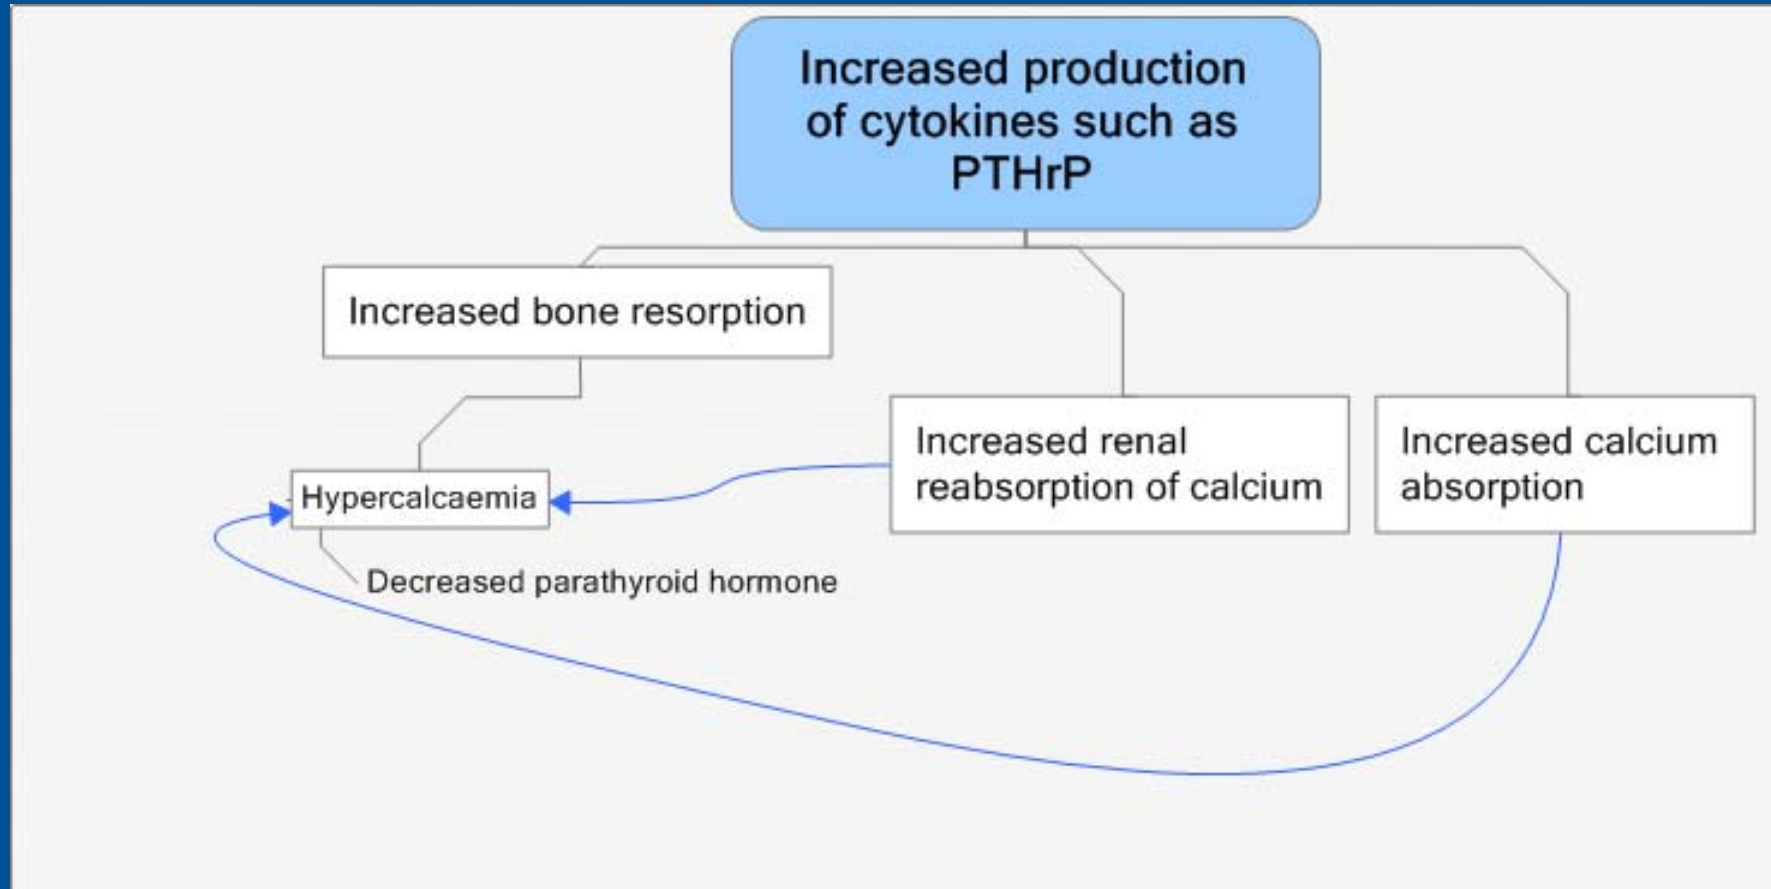 Increased production
of cytokines such as
PTHrP
Increased bone resorption
Increased renal
reabsorption of calcium
Increased calcium
absorption
Hypercalcaemia
Decreased parathyroid hormone